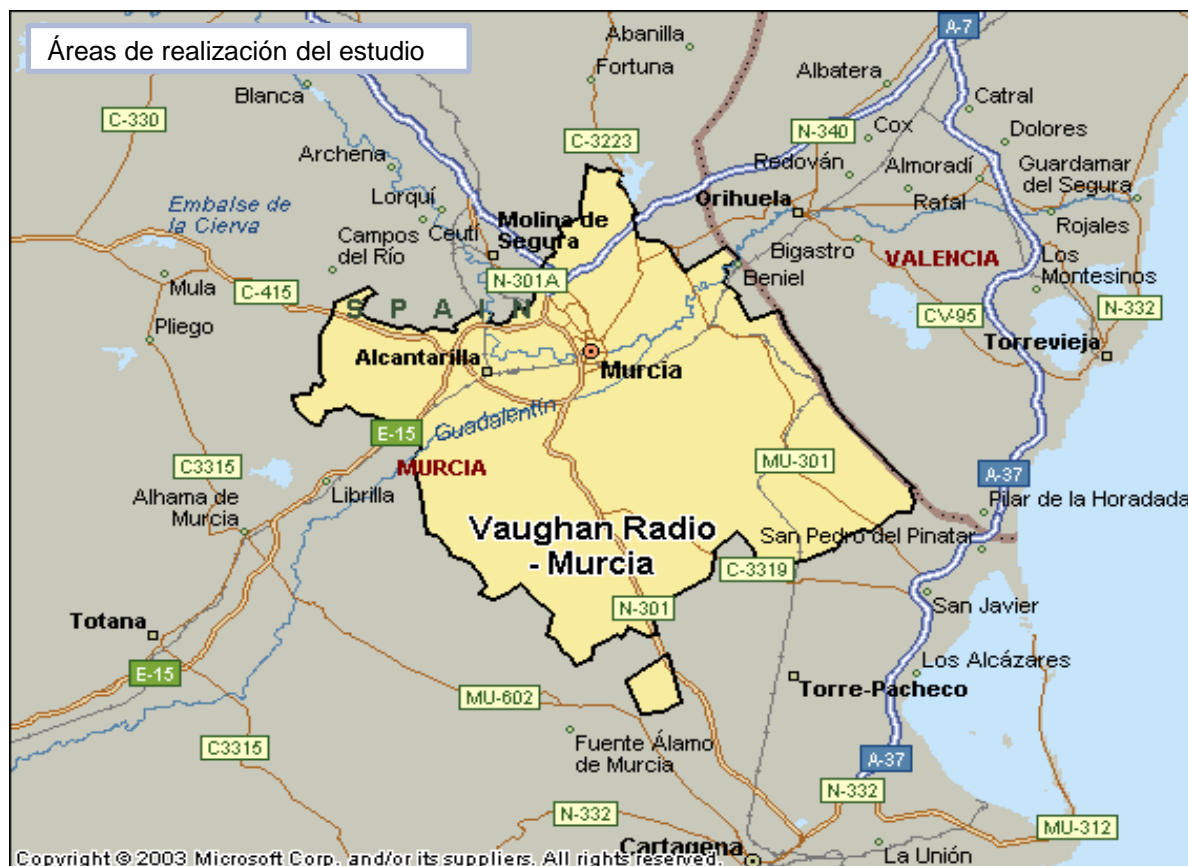 Áreas de realización del estudio
A-7
Abanilla
Fortuna
Albatera
Blanca
Catral
C-330
N-340
Cox
Dolores
C-3223
Archena
Redován
Almoradí
Guardamar
del Segura
Lorquí
Embalse de
la Cierva
Molina de
Segura
Orihuela
Rafal
Rojales
Campos
del Río
Ceutí
Bigastro
VALENCIA
Los
Montesinos
Beniel
Mula
N-301A
C-415
SPAIN
CV-95
N-332
Pliego
Torrevieja
Alcantarilla
Murcia
Guadalentín
E-15
MURCIA
C3315
MU-301
A-37
Librilla
Alhama de
Murcia
Pilar de la Horadada
Vaughan Radio
- Murcia
San Pedro del Pinatar
C-3319
N-301
San Javier
Totana
E-15
Los Alcázares
Torre-Pacheco
MU-602
C3315
Fuente Álamo
de Murcia
A-37
N-332
N-332
MU-312
Cartagena
La Unión
Copyright © 2003 Microsoft Corp. and/or its suppliers. All rights reserved.